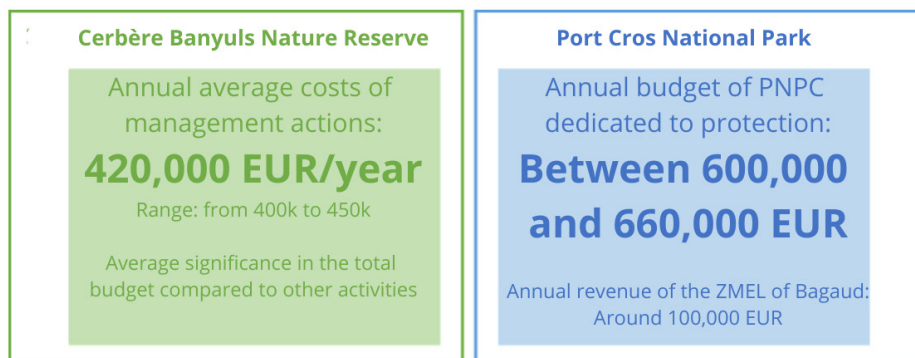 Cerbère Banyuls Nature Reserve
Annual average costs of
management actions:
420,000 EUR/year
Range: from 400k to 450k
Average significance in the total
budget compared to other activities
Port Cros National Park
Annual budget of PNPC
dedicated to protection:
Between 600,000
and 660,000 EUR
Annual revenue of the ZMEL of Bagaud:
Around 100,000 EUR